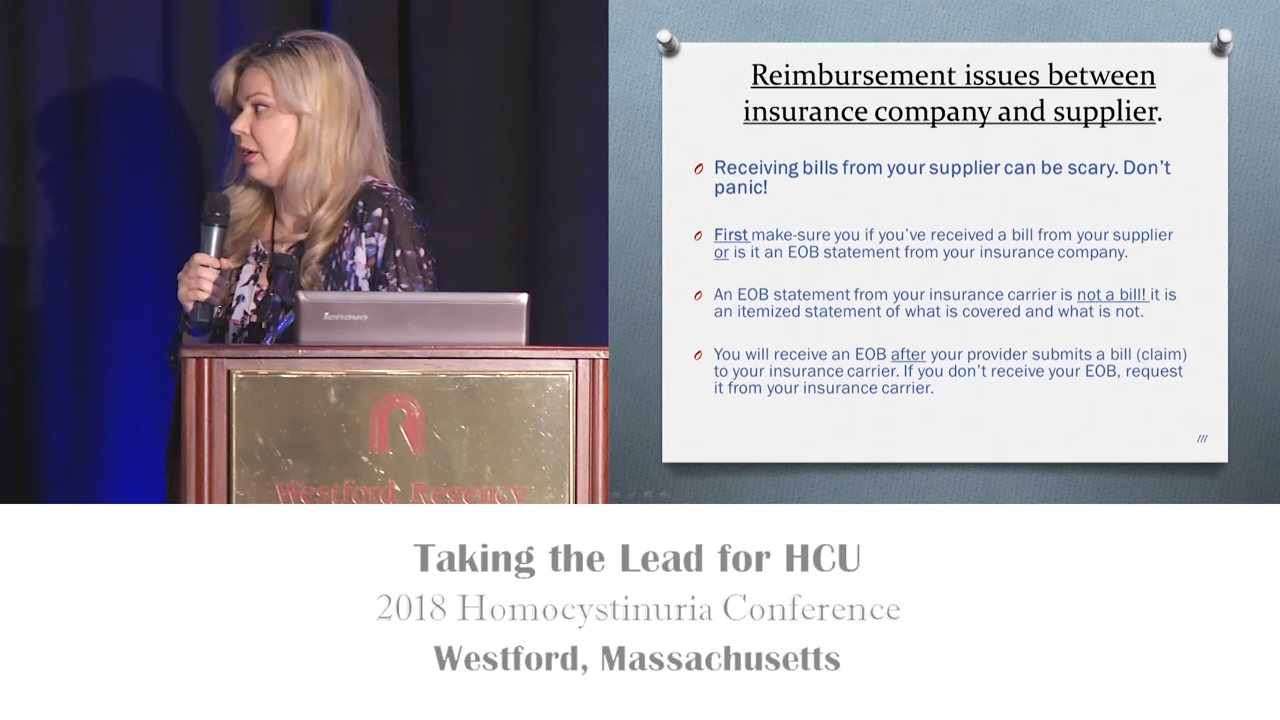 Reimbursement issues between
insurance company and supplier.
Receiving bills from your supplier can be scary. Don't
panic!
First make-sure you if you've received a bill from your supplier
or is it an EOB statement from your insurance company.
An EOB statement from your insurance carrier is not a bill! it is
an itemized statement of what is covered and what is not.
You will receive an EOB after your provider submits a bill (claim)
to your insurance carrier. If you don't receive your EOB, request
it from your insurance carrier.
///
lenovo
Westford Regency
Taking the Lead for HCU
2018 Homocystinuria Conference
Westford, Massachusetts